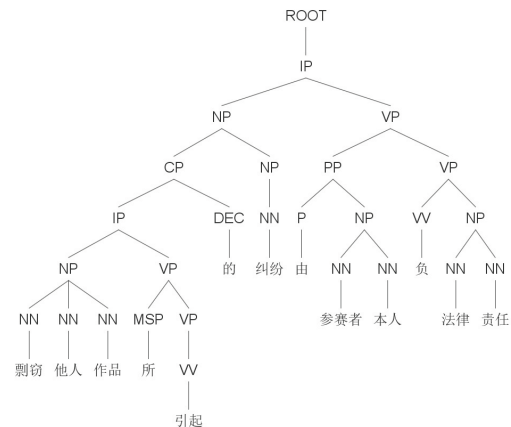 ROOT
IP
NP VP
CP NP PP VP
IP DEC NN P NP VV NP
的 纠纷 由 负
NP VP NN NN NN NN
参赛者 本人 法律 责任
NN NN NN MSP VP
剽窃 他人 作品 所 VV
引起